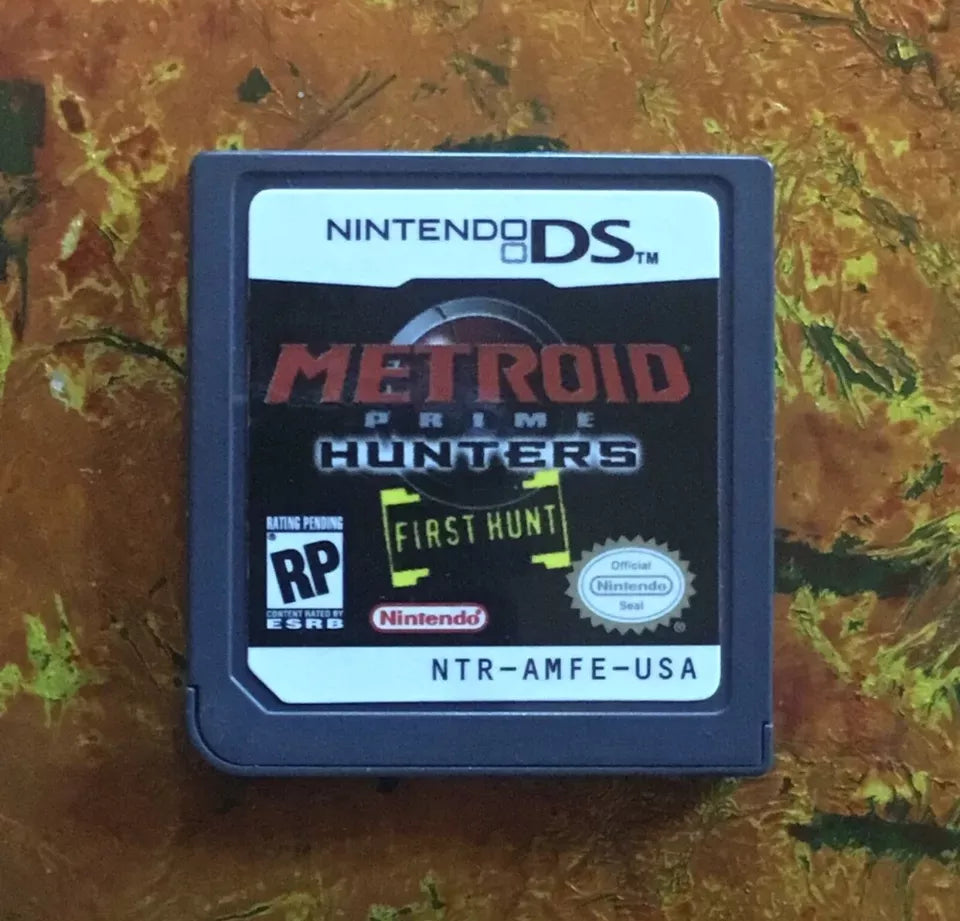 NINTENDO DS™
METROID
PRIME
HUNTERS
FIRST HUNT
RATING PENDING
RP
CONTENT RATED BY
ESRB
Nintendo®
Official
Nintendo
Seal
®
NTR-AMFE-USA